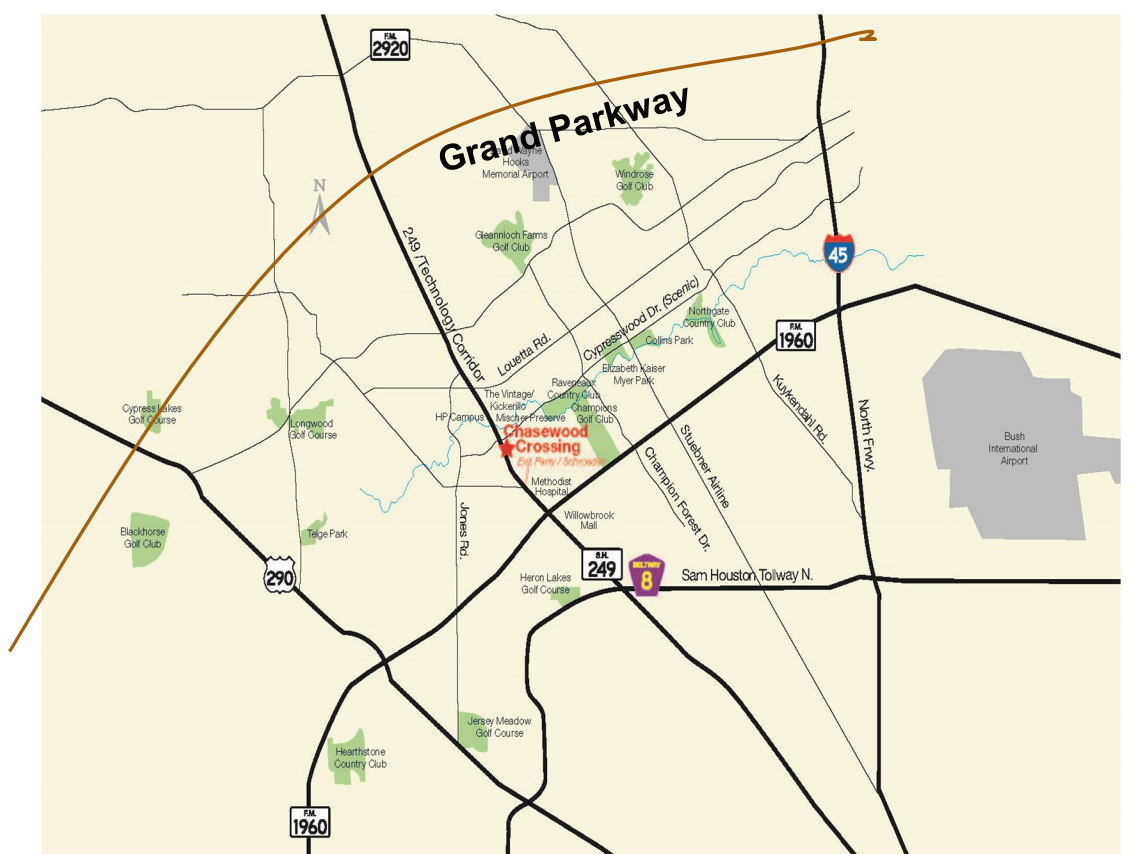 F.M.
2920
Grand Parkway
Wayne
Hooks
Memorial Airport
Windrose
Golf Club
N
Gleannloch Farms
Golf Club
249 /Technology Corridor
45
Cypresswood Dr. (Scenic)
Louetta Rd.
Northgate
Country Club
F.M.
1960
Collins Park
Elizabeth Kaiser
Myer Park
Raveneaux
Country Club
The Vintage/
Kickerillo
Mischer Preserve
Champions
Golf Club
HP Campus
Cypress Lakes
Golf Course
Longwood
Golf Course
Kuykendahl Rd.
North Frwy.
Chasewood
Crossing
Exit Perry / Schroeder
Bush
International
Airport
Stuebner Airline
Champion Forest Dr.
Methodist
Hospital
Willowbrook
Mall
Jones Rd.
Blackhorse
Golf Club
Telge Park
290
S.H.
249
BELTWAY
8
Sam Houston Tollway N.
Heron Lakes
Golf Course
Jersey Meadow
Golf Course
Hearthstone
Country Club
F.M.
1960